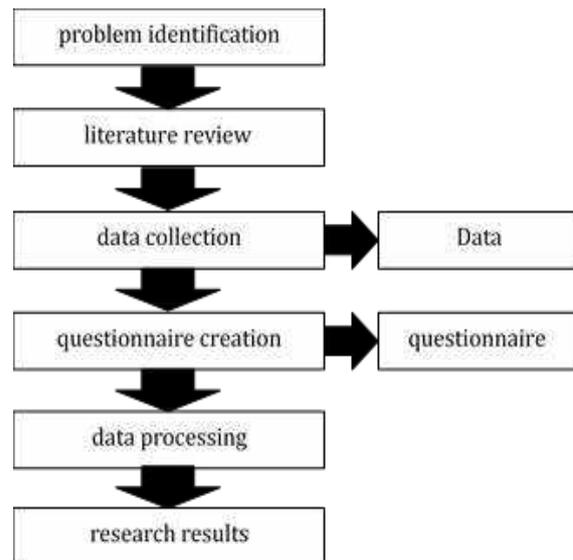 problem identification
literature review
data collection
Data
questionnaire creation
questionnaire
data processing
research results